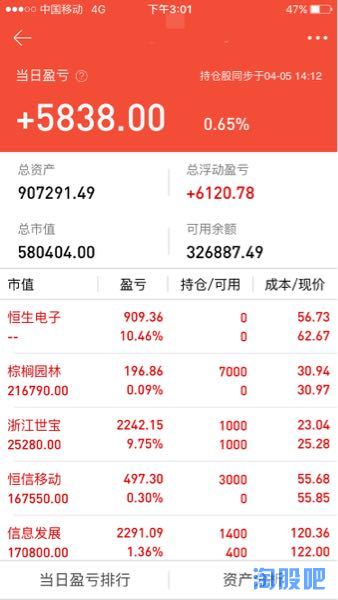 中国移动 4G 下午3:01 47%
当日盈亏 ? 持仓股同步于04-05 14:12
+5838.00 0.65%
总资产 总浮动盈亏
907291.49 +6120.78
总市值 可用余额
580404.00 326887.49
市值 盈亏 持仓/可用 成本/现价
恒生电子 909.36 0 56.73
-- 10.46% 0 62.67
棕榈园林 196.86 7000 30.94
216790.00 0.09% 0 30.97
浙江世宝 2242.15 1000 23.04
25280.00 9.75% 1000 25.28
恒信移动 497.30 3000 55.68
167550.00 0.30% 0 55.85
信息发展 2291.09 1400 120.36
170800.00 1.36% 400 122.00
当日盈亏排行 资产
淘股吧